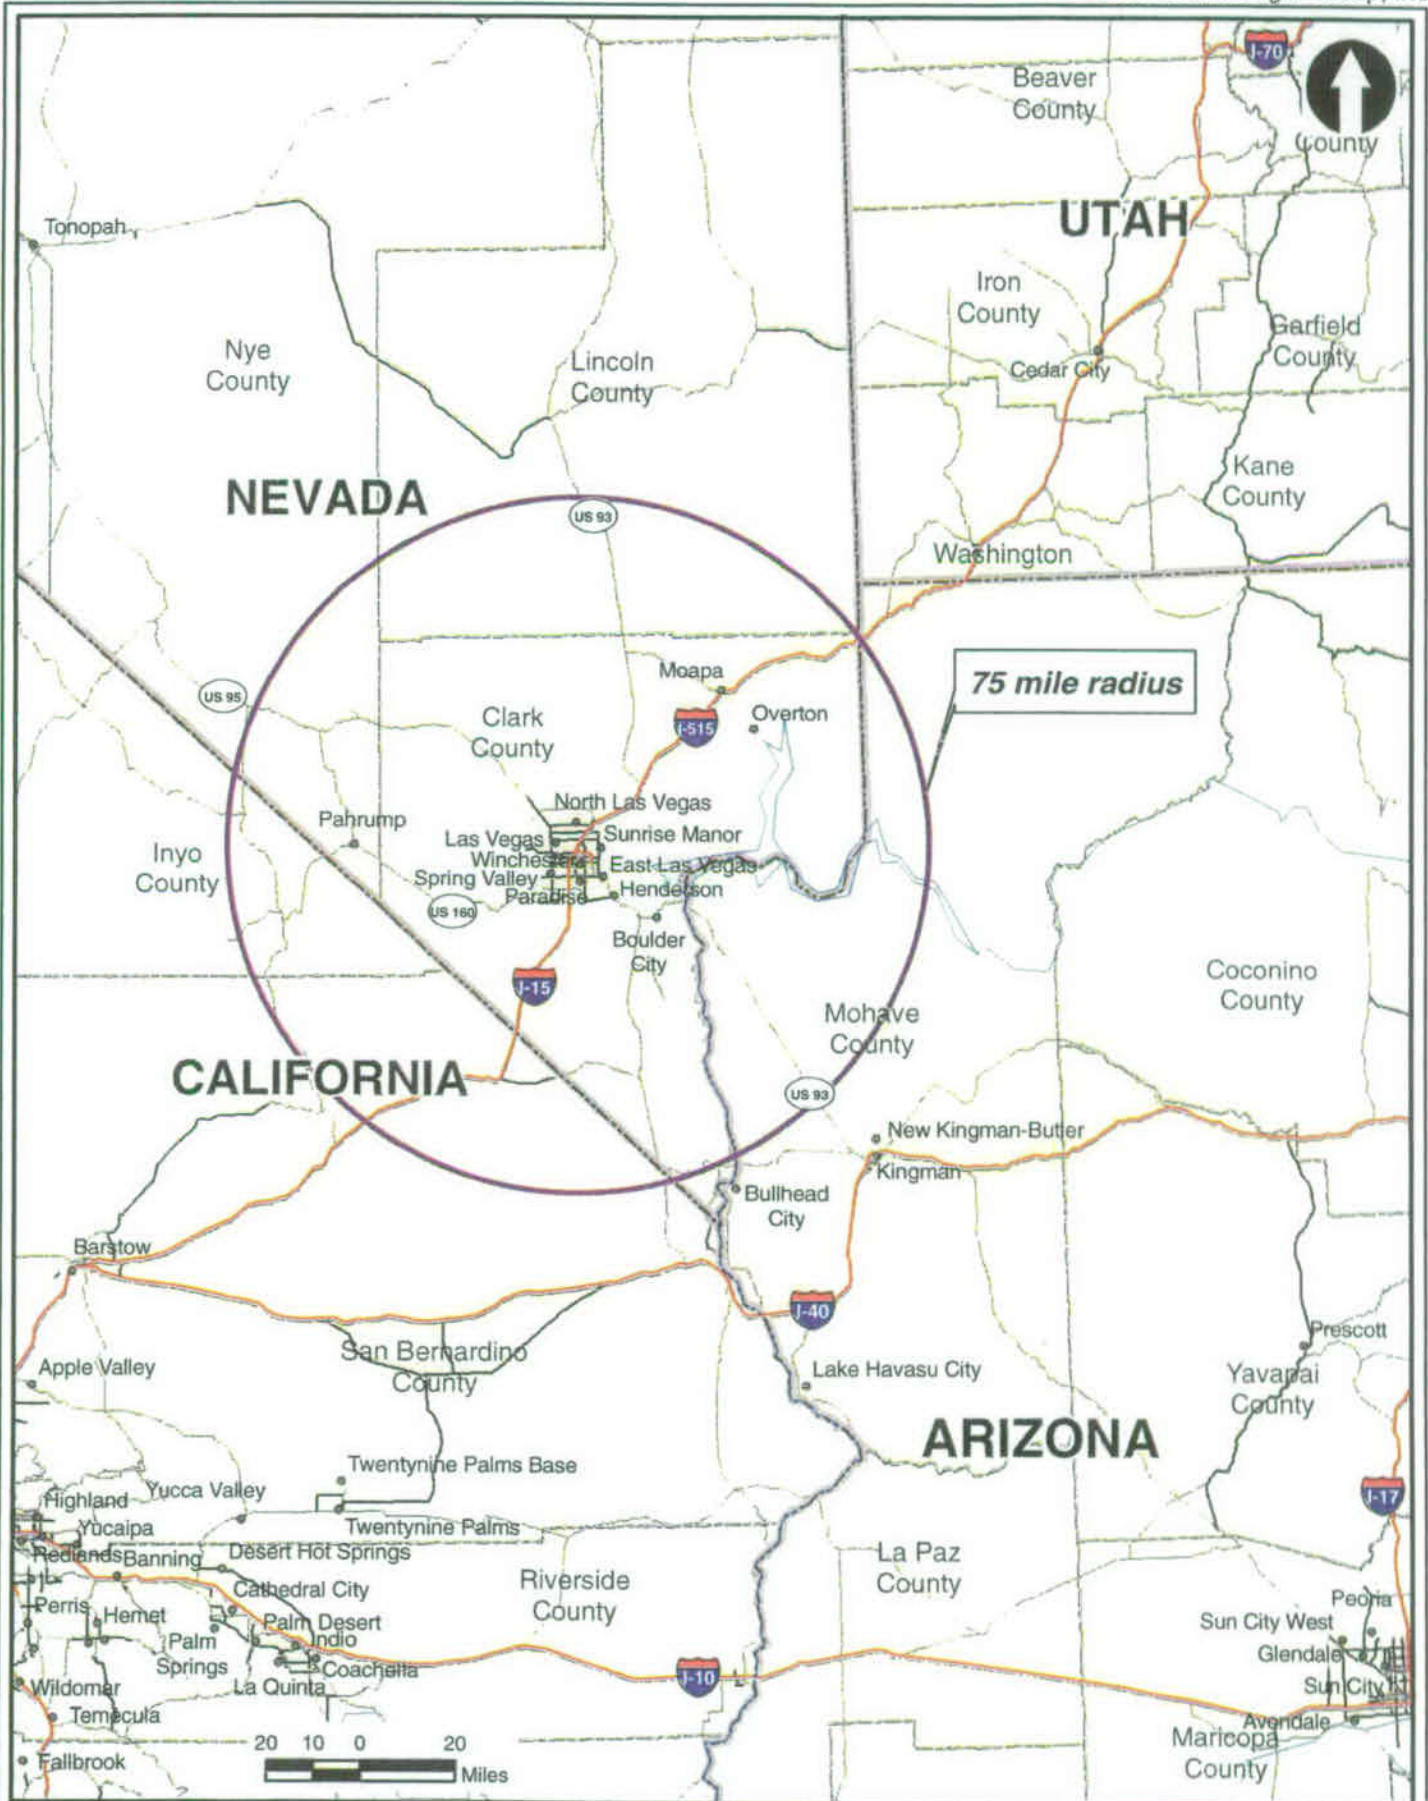 I-70
Beaver
County
County
UTAH
Tonopah
Iron
County
Garfield
County
Nye
County
Lincoln
County
Cedar City
Kane
County
NEVADA
US 93
Washington
Moapa
75 mile radius
US 95
Overton
Clark
County
I-515
North Las Vegas
Pahrump
Las Vegas
Sunrise Manor
Winchester
East Las Vegas
Inyo
County
Spring Valley
Henderson
Paradise
US 160
Boulder
City
I-15
Coconino
County
Mohave
County
CALIFORNIA
US 93
New Kingman-Butler
Kingman
Bullhead
City
Barstow
I-40
Prescott
San Bernardino
County
Apple Valley
Lake Havasu City
Yavapai
County
ARIZONA
Twentynine Palms Base
Yucca Valley
Highland
I-17
Yucaipa
Twentynine Palms
Redlands
Banning
Desert Hot Springs
La Paz
County
Cathedral City
Riverside
County
Perris
Hemet
Palm Desert
Peoria
Sun City West
Palm
Springs
Indio
Glendale
Coachella
I-10
Wildomar
La Quinta
Sun City
Temecula
Avondale
Maricopa
County
Fallbrook
20 10 0 20
Miles